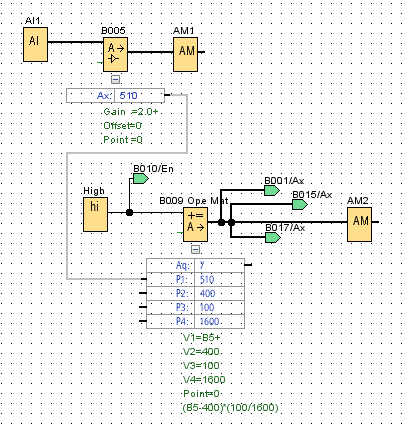 AI1
B005
AM1
AI
A→
AM
Ax: 510
Gain =2.0+
Offset=0
Point =0
B010/En
High
B009 Ope Mat
B001/Ax
B015/Ax
AM2
hi
+=
A→
AM
B017/Ax
Aq: 7
P1: 510
P2: 400
P3: 100
P4: 1600
V1=B5+
V2=400
V3=100
V4=1600
Point=0
(B5-400)*(100/1600)